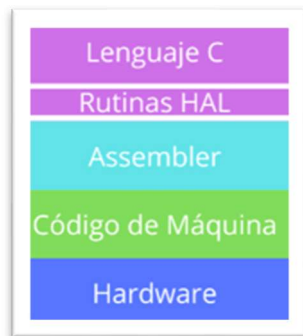 Lenguaje C
Rutinas HAL
Assembler
Código de Máquina
Hardware